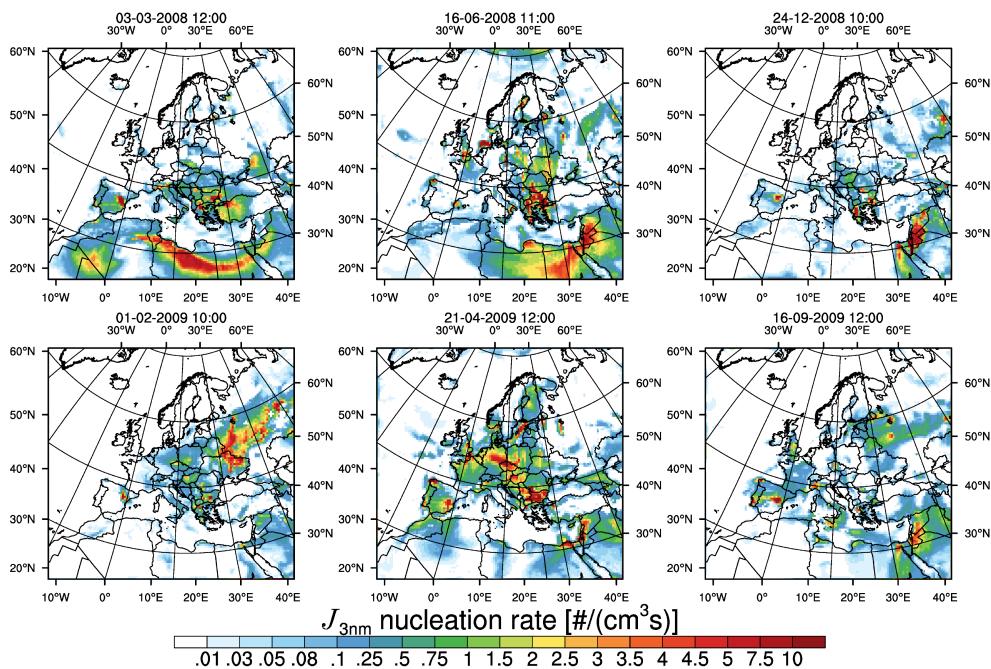 03-03-2008 12:00 16-06-2008 11:00 24-12-2008 10:00
30°W 0° 30°E 60°E 30°W 0° 30°E 60°E 30°W 0° 30°E 60°E
60°N 60°N 60°N
60°N 60°N 60°N
50°N 50°N 50°N
50°N 50°N 50°N
40°N 40°N 40°N
40°N 40°N 40°N
30°N 30°N 30°N 30°N 30°N 30°N
20°N 20°N 20°N 20°N 20°N 20°N
10°W 0° 10°E 20°E 30°E 40°E 10°W 0° 10°E 20°E 30°E 40°E 10°W 0° 10°E 20°E 30°E 40°E
01-02-2009 10:00 21-04-2009 12:00 16-09-2009 12:00
30°W 0° 30°E 60°E 30°W 0° 30°E 60°E 30°W 0° 30°E 60°E
60°N 60°N 60°N
60°N 60°N 60°N
50°N 50°N 50°N
50°N 50°N 50°N
40°N 40°N 40°N
40°N 40°N 40°N
30°N 30°N 30°N 30°N 30°N 30°N
20°N 20°N 20°N 20°N 20°N 20°N
10°W 0° 10°E 20°E 30°E 40°E 10°W 0° 10°E 20°E 30°E 40°E 10°W 0° 10°E 20°E 30°E 40°E
J3nm nucleation rate [#/(cm³s)]
.01 .03 .05 .08 .1 .25 .5 .75 1 1.5 2 2.5 3 3.5 4 4.5 5 7.5 10